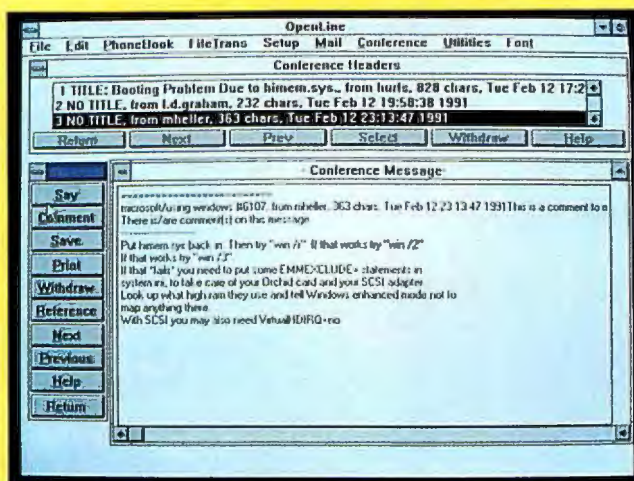 OpenLine
File Edit PhoneBook FileTrans Setup Mail Conference Utilities Font
Conference Headers
1 TITLE: Booting Problem Due to himem.sys., from hurfs, 828 chars, Tue Feb 12 17:2
2 NO TITLE, from l.d.graham, 232 chars, Tue Feb 12 19:58:38 1991
3 NO TITLE, from mheller, 363 chars, Tue Feb 12 23:13:47 1991
Return Next Prev Select Withdraw Help
Conference Message
Say
Comment
Save
Print
Withdraw
Reference
Next
Previous
Help
Return
microsoft/using.windows #6107, from mheller, 363 chars, Tue Feb 12 23:13:47 1991This is a comment to
There is/are comment(s) on this message
Put himem.sys back in. Then try "win /r" If that works try "win /2"
If that works try "win /3"
If that "fails" you need to put some EMMEXCLUDE= statements in
system.ini, to take care of your Orchid card and your SCSI adapter
Look up what high ram they use and tell Windows enhanced mode not to
map anything there
With SCSI you may also need VirtualHDIRQ=no